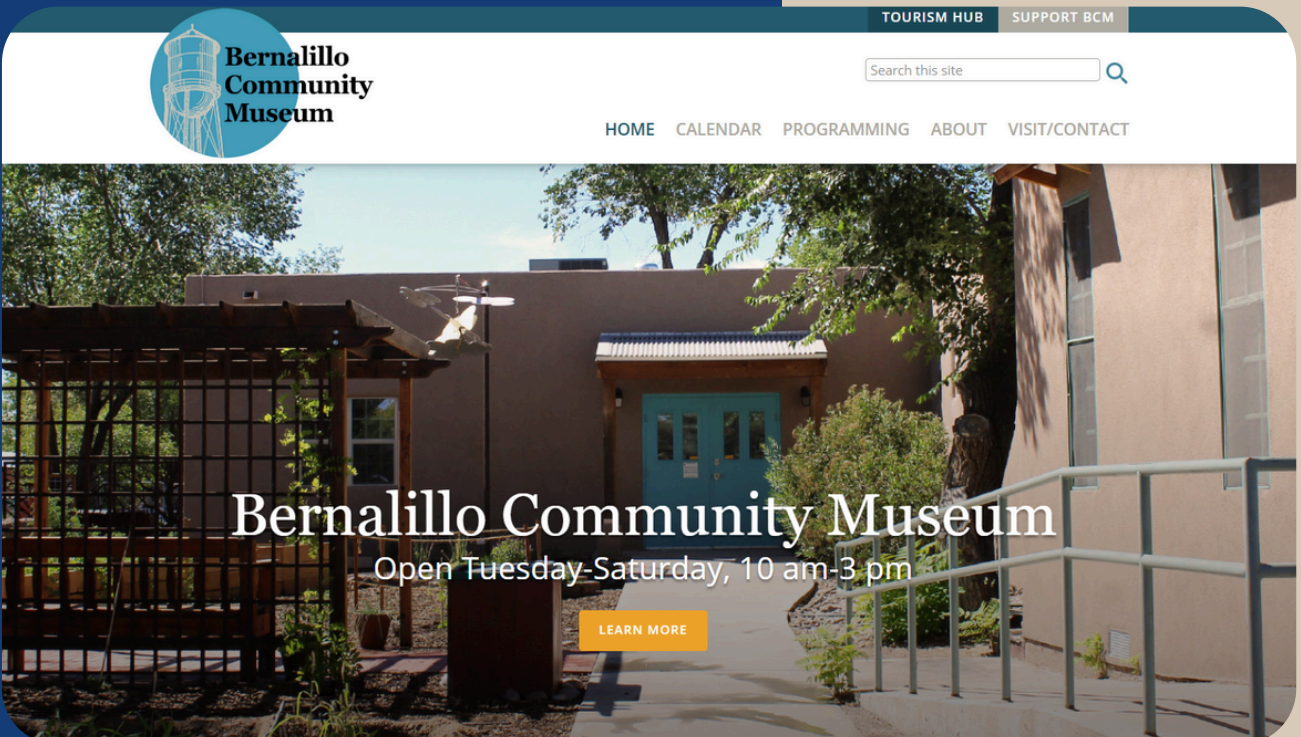 TOURISM HUB SUPPORT BCM
Bernalillo
Community
Museum
Search this site
HOME CALENDAR PROGRAMMING ABOUT VISIT/CONTACT
Bernalillo Community Museum
Open Tuesday-Saturday, 10 am-3 pm
LEARN MORE